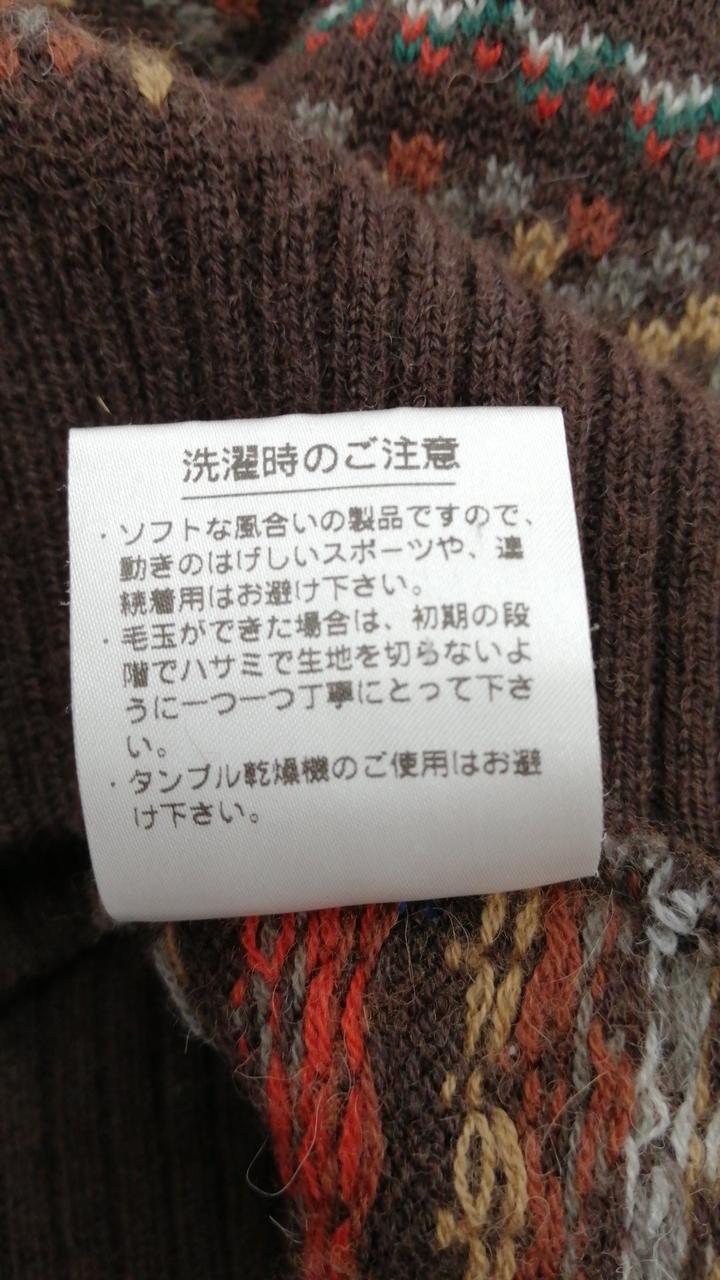 洗濯時のご注意
・ソフトな風合いの製品ですので、
動きのはげしいスポーツや、連
続着用はお避け下さい。
・毛玉ができた場合は、初期の段
階でハサミで生地を切らないよ
うに一つ一つ丁寧にとって下さ
い。
・タンブル乾燥機のご使用はお避
け下さい。